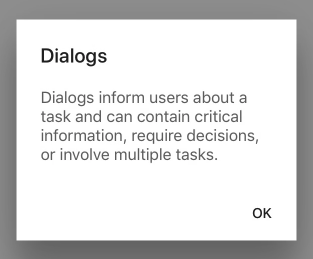 Dialogs
Dialogs inform users about a
task and can contain critical
information, require decisions,
or involve multiple tasks.
OK